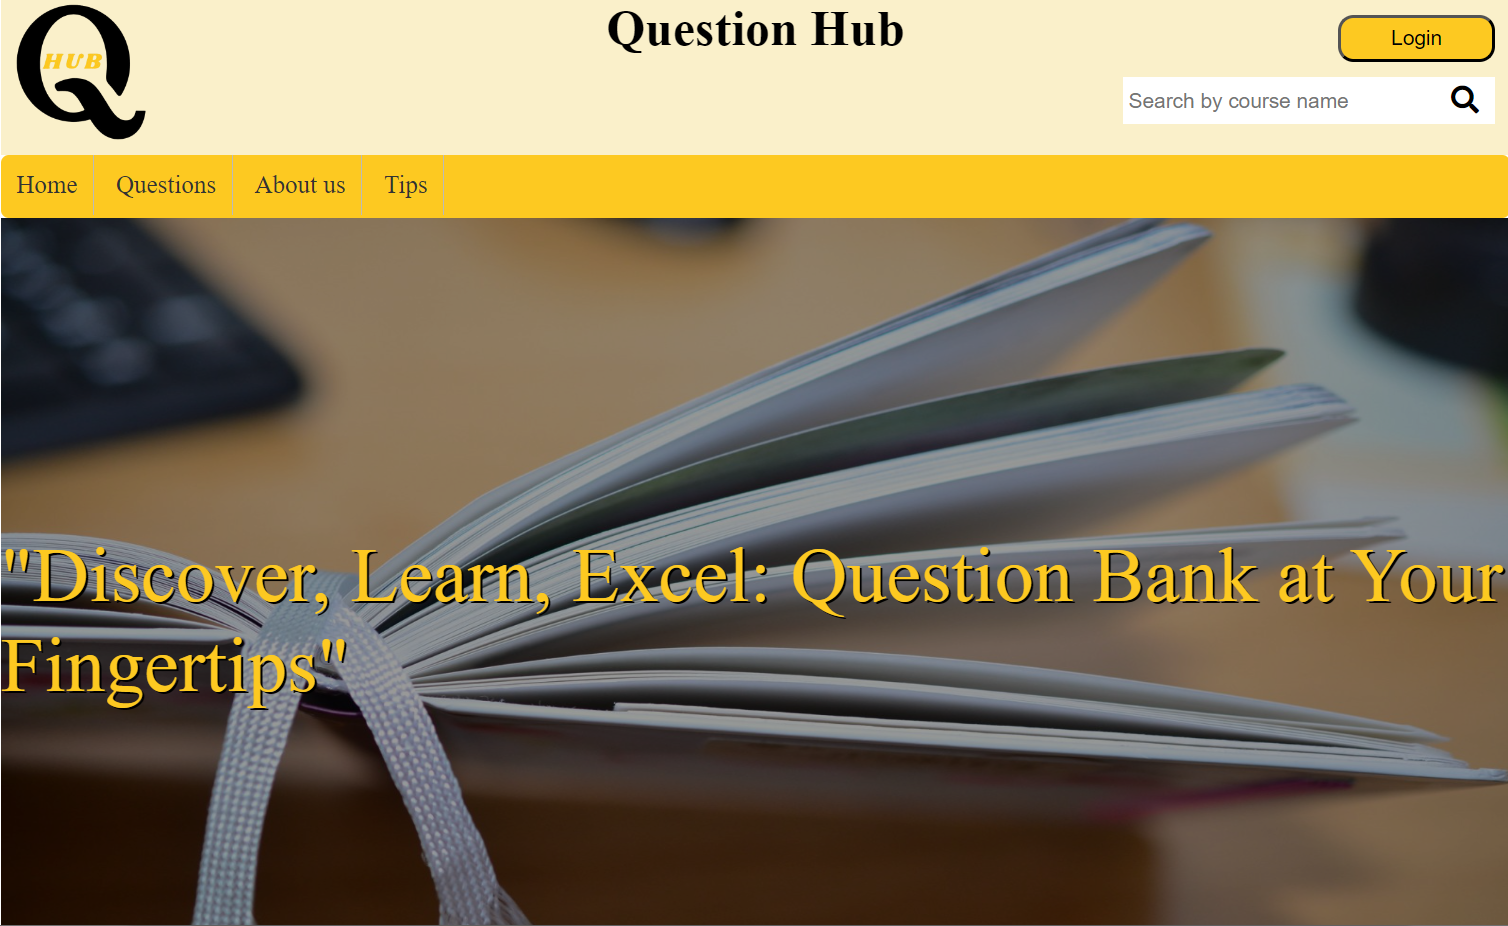 HUB
Question Hub
Login
Search by course name
Home Questions About us Tips
"Discover, Learn, Excel: Question Bank at Your
Fingertips"